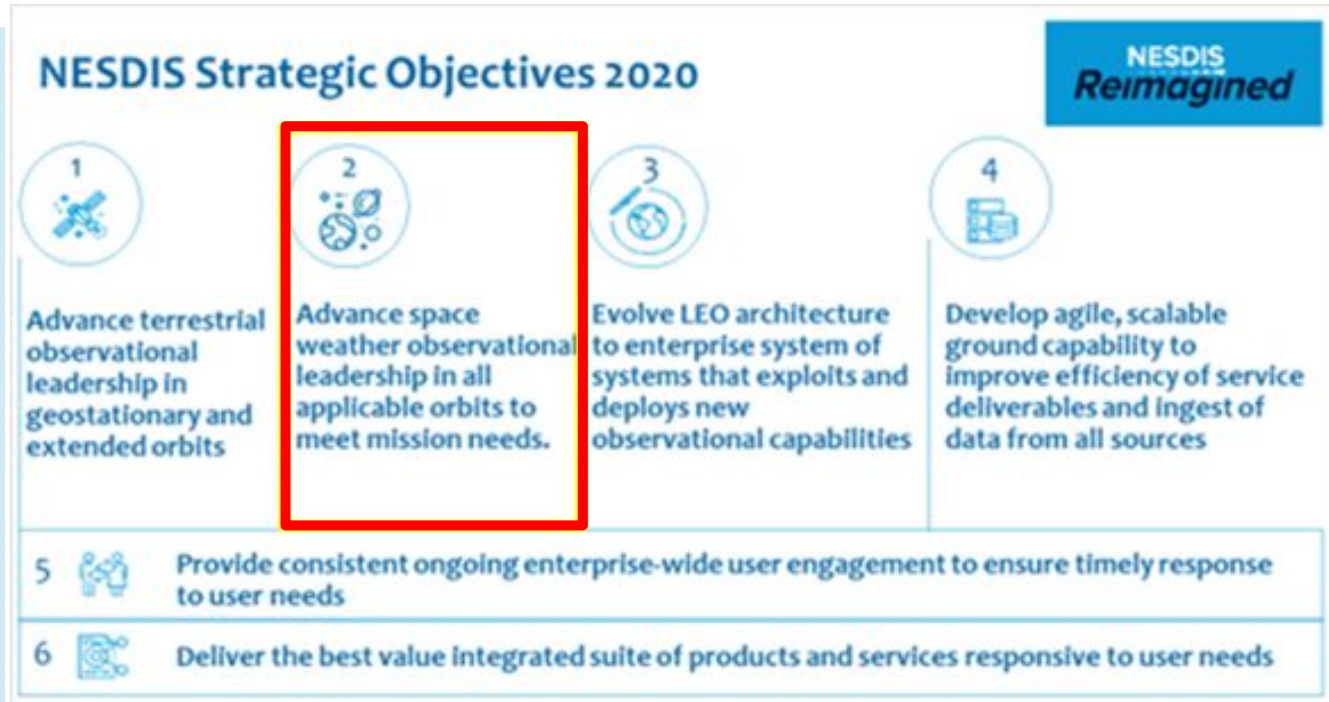 NESDIS Strategic Objectives 2020
NESDIS
Reimagined
1
Advance terrestrial
observational
leadership in
geostationary and
extended orbits
2
Advance space
weather observational
leadership in all
applicable orbits to
meet mission needs.
3
Evolve LEO architecture
to enterprise system of
systems that exploits and
deploys new
observational capabilities
4
Develop agile, scalable
ground capability to
improve efficiency of service
deliverables and ingest of
data from all sources
5 Provide consistent ongoing enterprise-wide user engagement to ensure timely response
to user needs
6 Deliver the best value integrated suite of products and services responsive to user needs